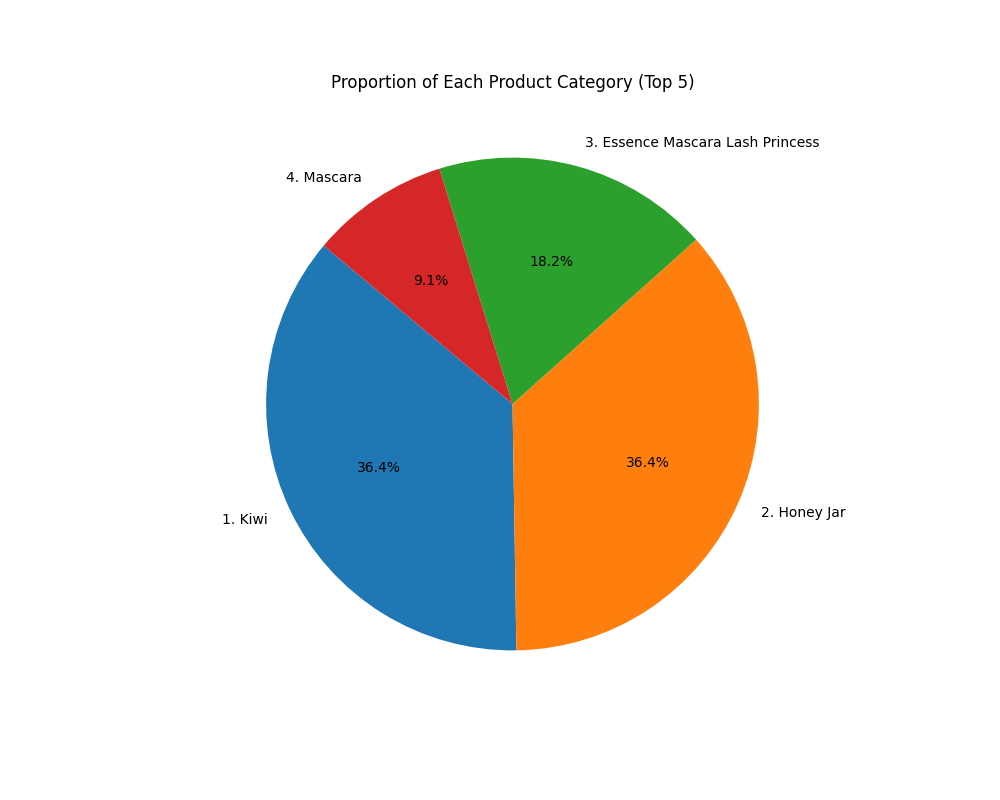 Proportion of Each Product Category (Top 5)
3. Essence Mascara Lash Princess
4. Mascara
18.2%
9.1%
36.4%
36.4%
1. Kiwi
2. Honey Jar